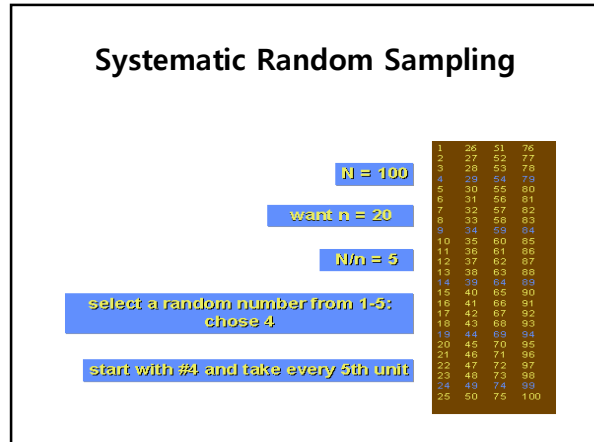 Systematic Random Sampling
N = 100
want n = 20
N/n = 5
select a random number from 1-5:
chose 4
start with #4 and take every 5th unit
1 26 51 76
2 27 52 77
3 28 53 78
4 29 54 79
5 30 55 80
6 31 56 81
7 32 57 82
8 33 58 83
9 34 59 84
10 35 60 85
11 36 61 86
12 37 62 87
13 38 63 88
14 39 64 89
15 40 65 90
16 41 66 91
17 42 67 92
18 43 68 93
19 44 69 94
20 45 70 95
21 46 71 96
22 47 72 97
23 48 73 98
24 49 74 99
25 50 75 100